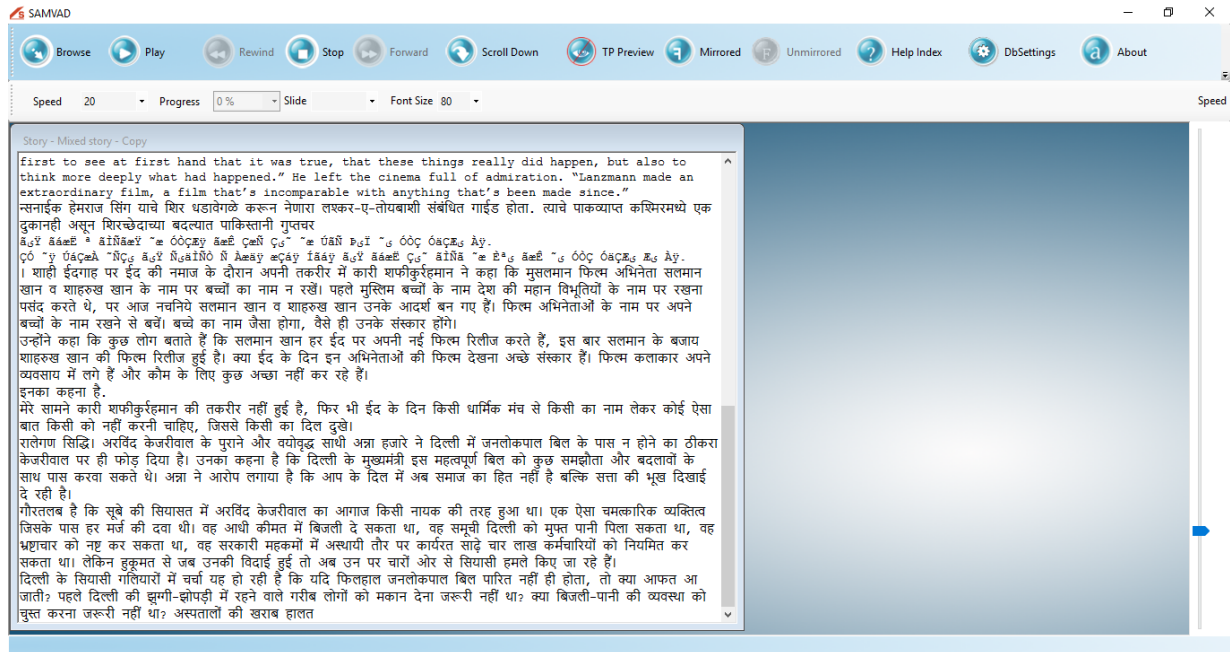 SAMVAD
Browse Play Rewind Stop Forward Scroll Down TP Preview Mirrored Unmirrored Help Index DbSettings About
Speed 20 Progress 0 % Slide Font Size 80 Speed
Story - Mixed story - Copy
first to see at first hand that it was true, that these things really did happen, but also to
think more deeply what had happened.” He left the cinema full of admiration. “Lanzmann made an
extraordinary film, a film that’s incomparable with anything that’s been made since.”
न्सनाईक हेमराज सिंग याचे शिर धडावेगळे करून नेणारा लश्कर-ए-तोयबाशी संबंधित गाईड होता. त्याचे पाकव्याप्त कश्मिरमध्ये एक
दुकानही असून शिरच्छेदाच्या बदल्यात पाकिस्तानी गुप्तचर
। शाही ईदगाह पर ईद की नमाज के दौरान अपनी तकरीर में कारी शफीकुर्रहमान ने कहा कि मुसलमान फिल्म अभिनेता सलमान
खान व शाहरुख खान के नाम पर बच्चों का नाम न रखें। पहले मुस्लिम बच्चों के नाम देश की महान विभूतियों के नाम पर रखना
पसंद करते थे, पर आज नचनिये सलमान खान व शाहरुख खान उनके आदर्श बन गए हैं। फिल्म अभिनेताओं के नाम पर अपने
बच्चों के नाम रखने से बचें। बच्चे का नाम जैसा होगा, वैसे ही उनके संस्कार होंगे।
उन्होंने कहा कि कुछ लोग बताते हैं कि सलमान खान हर ईद पर अपनी नई फिल्म रिलीज करते हैं, इस बार सलमान के बजाय
शाहरुख खान की फिल्म रिलीज हुई है। क्या ईद के दिन इन अभिनेताओं की फिल्म देखना अच्छे संस्कार हैं। फिल्म कलाकार अपने
व्यवसाय में लगे हैं और कौम के लिए कुछ अच्छा नहीं कर रहे हैं।
इनका कहना है.
मेरे सामने कारी शफीकुर्रहमान की तकरीर नहीं हुई है, फिर भी ईद के दिन किसी धार्मिक मंच से किसी का नाम लेकर कोई ऐसा
बात किसी को नहीं करनी चाहिए, जिससे किसी का दिल दुखे।
रालेगण सिद्धि। अरविंद केजरीवाल के पुराने और वयोवृद्ध साथी अन्ना हजारे ने दिल्ली में जनलोकपाल बिल के पास न होने का ठीकरा
केजरीवाल पर ही फोड़ दिया है। उनका कहना है कि दिल्ली के मुख्यमंत्री इस महत्वपूर्ण बिल को कुछ समझौता और बदलावों के
साथ पास करवा सकते थे। अन्ना ने आरोप लगाया है कि आप के दिल में अब समाज का हित नहीं है बल्कि सत्ता की भूख दिखाई
दे रही है।
गौरतलब है कि सूबे की सियासत में अरविंद केजरीवाल का आगाज किसी नायक की तरह हुआ था। एक ऐसा चमत्कारिक व्यक्तित्व
जिसके पास हर मर्ज की दवा थी। वह आधी कीमत में बिजली दे सकता था, वह समूची दिल्ली को मुफ्त पानी पिला सकता था, वह
भ्रष्टाचार को नष्ट कर सकता था, वह सरकारी महकमों में अस्थायी तौर पर कार्यरत साढ़े चार लाख कर्मचारियों को नियमित कर
सकता था। लेकिन हुकूमत से जब उनकी विदाई हुई तो अब उन पर चारों ओर से सियासी हमले किए जा रहे हैं।
दिल्ली के सियासी गलियारों में चर्चा यह हो रही है कि यदि फिलहाल जनलोकपाल बिल पारित नहीं ही होता, तो क्या आफत आ
जाती? पहले दिल्ली की झुग्गी-झोपड़ी में रहने वाले गरीब लोगों को मकान देना जरूरी नहीं था? क्या बिजली-पानी की व्यवस्था को
चुस्त करना जरूरी नहीं था? अस्पतालों की खराब हालत